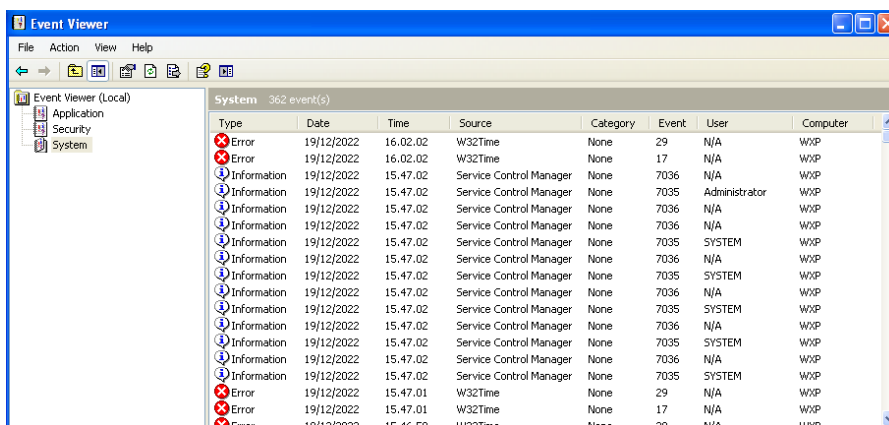 Event Viewer
File Action View Help
Event Viewer (Local)
Application
Security
System
System 362 event(s)
Type Date Time Source Category Event User Computer
Error 19/12/2022 16.02.02 W32Time None 29 N/A WXP
Error 19/12/2022 16.02.02 W32Time None 17 N/A WXP
Information 19/12/2022 15.47.02 Service Control Manager None 7036 N/A WXP
Information 19/12/2022 15.47.02 Service Control Manager None 7035 Administrator WXP
Information 19/12/2022 15.47.02 Service Control Manager None 7036 N/A WXP
Information 19/12/2022 15.47.02 Service Control Manager None 7036 N/A WXP
Information 19/12/2022 15.47.02 Service Control Manager None 7035 SYSTEM WXP
Information 19/12/2022 15.47.02 Service Control Manager None 7036 N/A WXP
Information 19/12/2022 15.47.02 Service Control Manager None 7035 SYSTEM WXP
Information 19/12/2022 15.47.02 Service Control Manager None 7036 N/A WXP
Information 19/12/2022 15.47.02 Service Control Manager None 7035 SYSTEM WXP
Information 19/12/2022 15.47.02 Service Control Manager None 7036 N/A WXP
Information 19/12/2022 15.47.02 Service Control Manager None 7035 SYSTEM WXP
Information 19/12/2022 15.47.02 Service Control Manager None 7036 N/A WXP
Information 19/12/2022 15.47.02 Service Control Manager None 7035 SYSTEM WXP
Error 19/12/2022 15.47.01 W32Time None 29 N/A WXP
Error 19/12/2022 15.47.01 W32Time None 17 N/A WXP